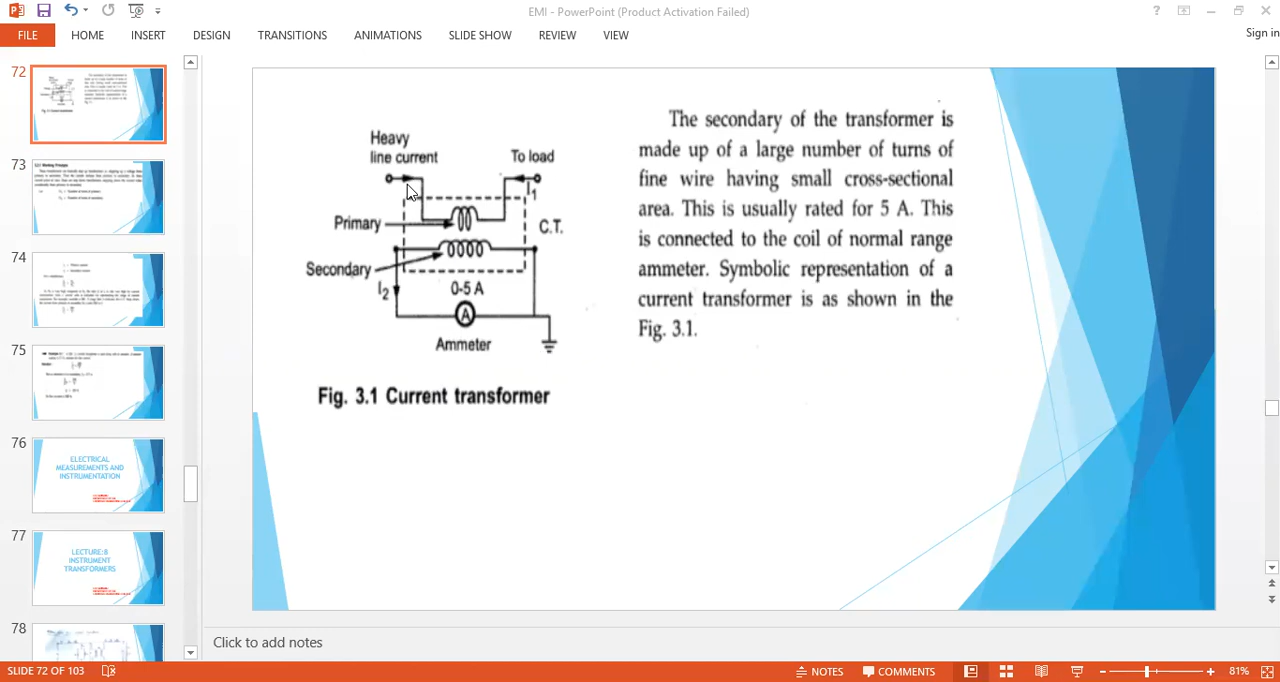 EMI - PowerPoint (Product Activation Failed)
FILE HOME INSERT DESIGN TRANSITIONS ANIMATIONS SLIDE SHOW REVIEW VIEW Sign in
72
73
74
75
76
ELECTRICAL
MEASUREMENTS AND
INSTRUMENTATION
77
LECTURE:8
INSTRUMENT
TRANSFORMERS
78
Heavy
line current
To load
I1
Primary
C.T.
Secondary
I2
0-5 A
A
Ammeter
Fig. 3.1 Current transformer
The secondary of the transformer is
made up of a large number of turns of
fine wire having small cross-sectional
area. This is usually rated for 5 A. This
is connected to the coil of normal range
ammeter. Symbolic representation of a
current transformer is as shown in the
Fig. 3.1.
Click to add notes
SLIDE 72 OF 103 NOTES COMMENTS 81%